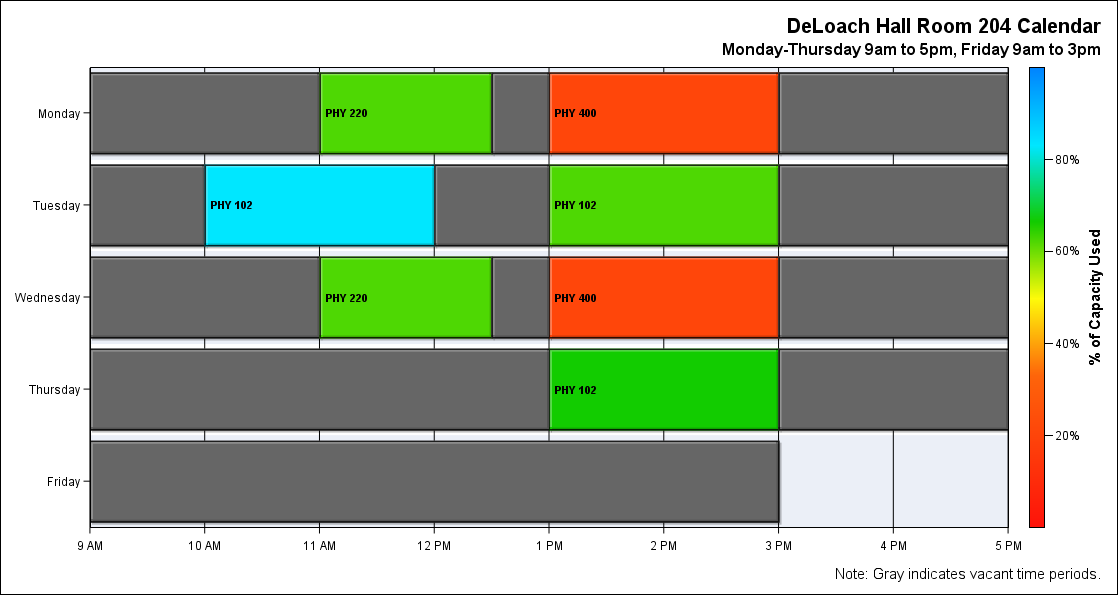 DeLoach Hall Room 204 Calendar
Monday-Thursday 9am to 5pm, Friday 9am to 3pm
Monday
PHY 220
PHY 400
Tuesday
PHY 102
PHY 102
Wednesday
PHY 220
PHY 400
Thursday
PHY 102
Friday
9 AM
10 AM
11 AM
12 PM
1 PM
2 PM
3 PM
4 PM
5 PM
80%
60%
40%
20%
% of Capacity Used
Note: Gray indicates vacant time periods.